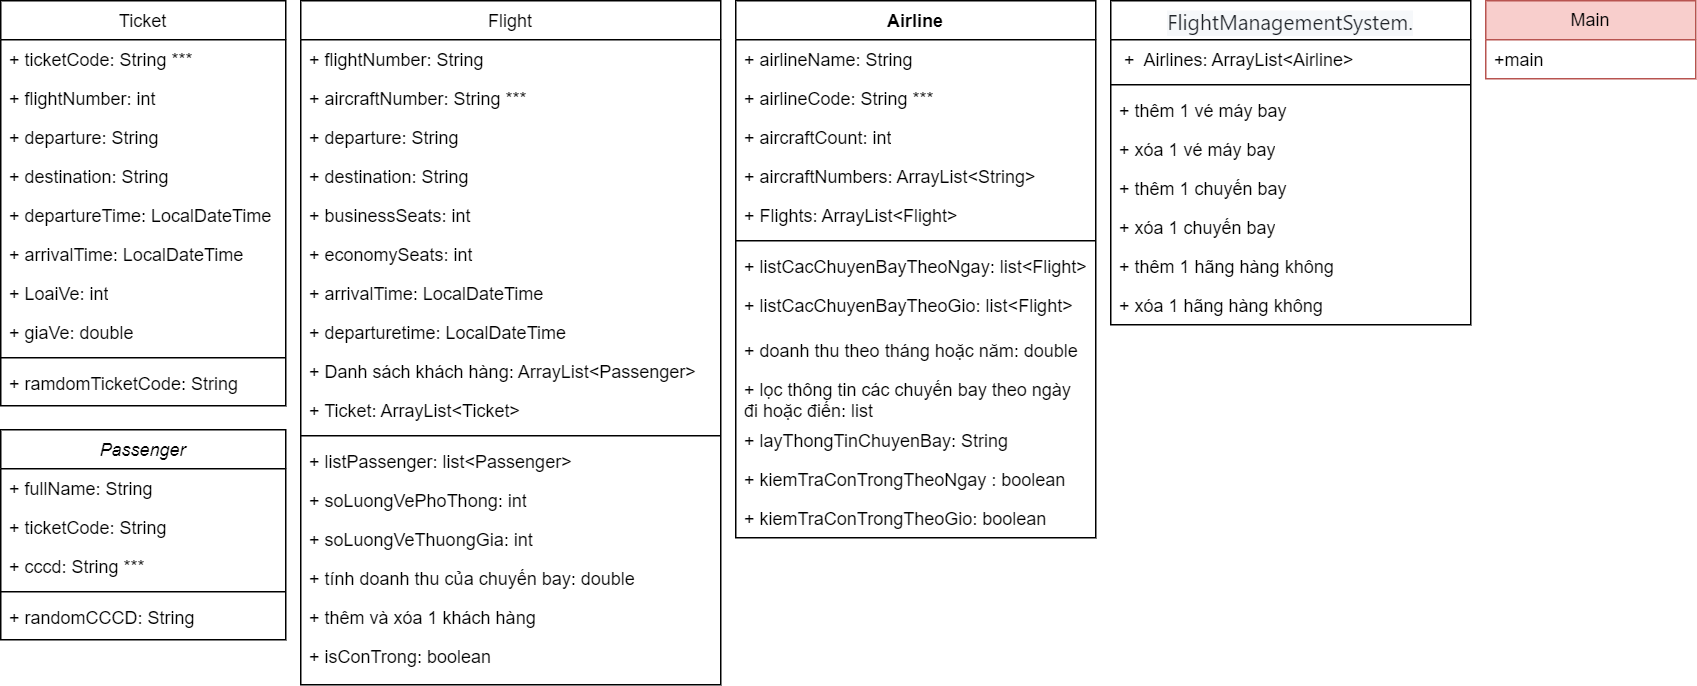 Ticket
+ ticketCode: String ***
+ flightNumber: int
+ departure: String
+ destination: String
+ departureTime: LocalDateTime
+ arrivalTime: LocalDateTime
+ LoaiVe: int
+ giaVe: double
+ ramdomTicketCode: String
Passenger
+ fullName: String
+ ticketCode: String
+ cccd: String ***
+ randomCCCD: String
Flight
+ flightNumber: String
+ aircraftNumber: String ***
+ departure: String
+ destination: String
+ businessSeats: int
+ economySeats: int
+ arrivalTime: LocalDateTime
+ departuretime: LocalDateTime
+ Danh sách khách hàng: ArrayList<Passenger>
+ Ticket: ArrayList<Ticket>
+ listPassenger: list<Passenger>
+ soLuongVePhoThong: int
+ soLuongVeThuongGia: int
+ tính doanh thu của chuyến bay: double
+ thêm và xóa 1 khách hàng
+ isConTrong: boolean
Airline
+ airlineName: String
+ airlineCode: String ***
+ aircraftCount: int
+ aircraftNumbers: ArrayList<String>
+ Flights: ArrayList<Flight>
+ listCacChuyenBayTheoNgay: list<Flight>
+ listCacChuyenBayTheoGio: list<Flight>
+ doanh thu theo tháng hoặc năm: double
+ lọc thông tin các chuyến bay theo ngày
đi hoặc điến: list
+ layThongTinChuyenBay: String
+ kiemTraConTrongTheoNgay : boolean
+ kiemTraConTrongTheoGio: boolean
FlightManagementSystem.
+ Airlines: ArrayList<Airline>
+ thêm 1 vé máy bay
+ xóa 1 vé máy bay
+ thêm 1 chuyến bay
+ xóa 1 chuyến bay
+ thêm 1 hãng hàng không
+ xóa 1 hãng hàng không
Main
+main